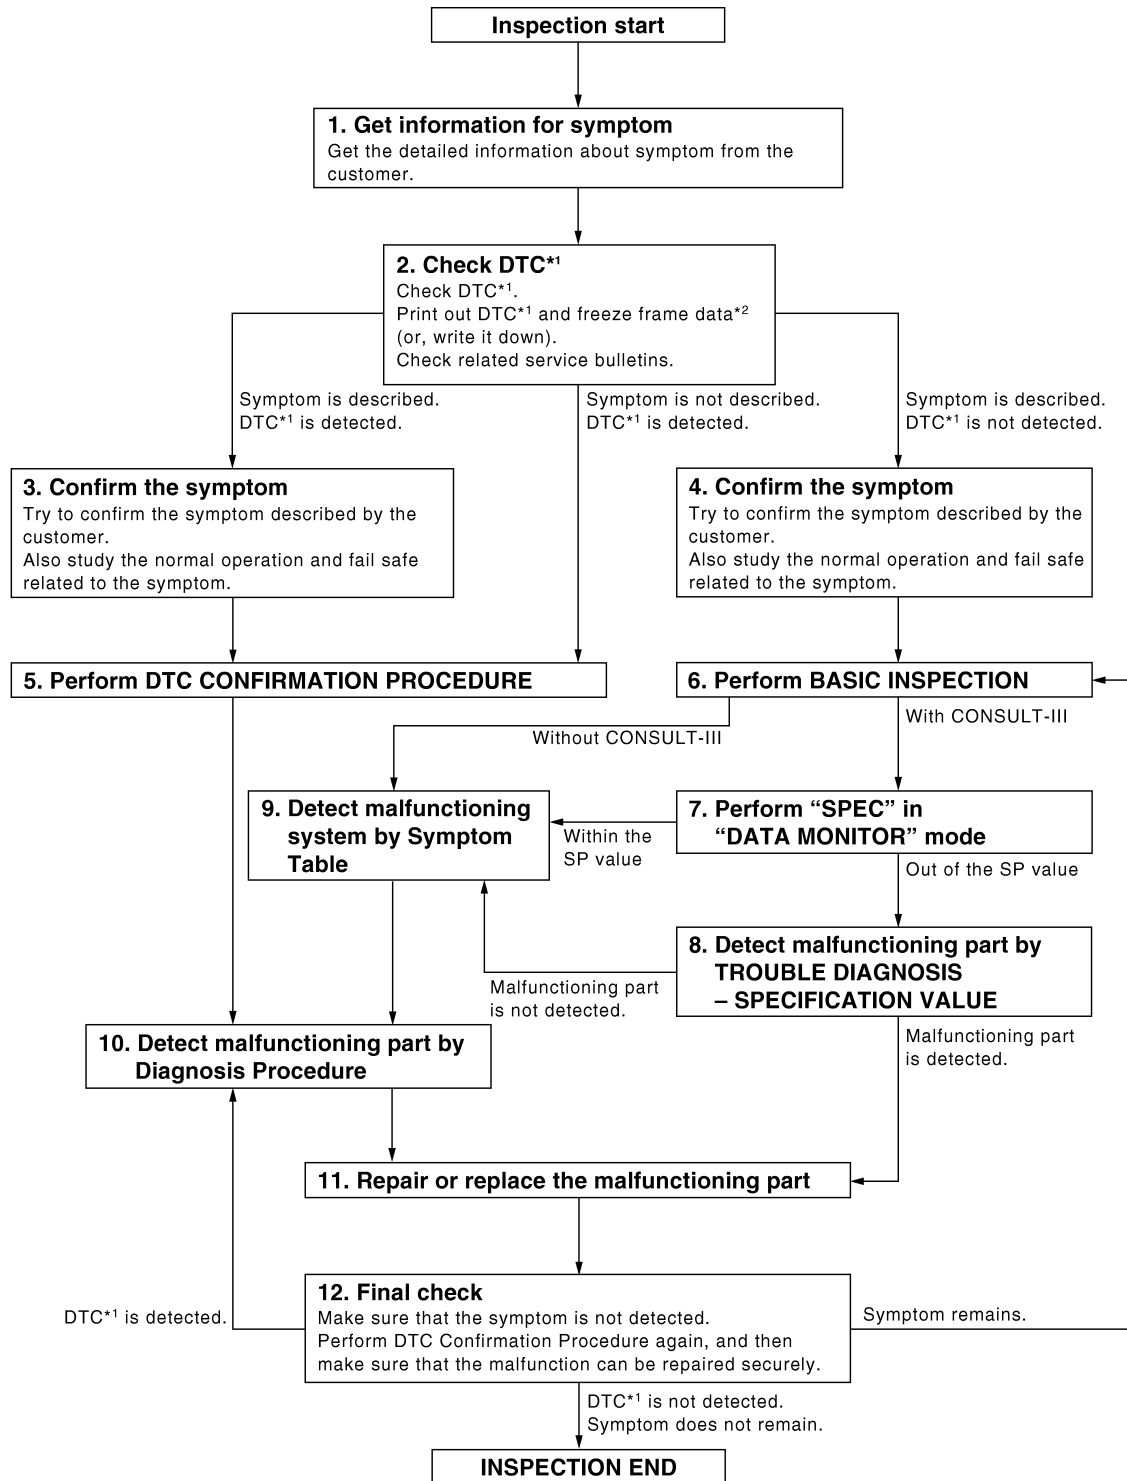 Inspection start
1. Get information for symptom
Get the detailed information about symptom from the
customer.
2. Check DTC*1
Check DTC*1.
Print out DTC*1 and freeze frame data*2
(or, write it down).
Check related service bulletins.
Symptom is described.
DTC*1 is detected.
Symptom is not described.
DTC*1 is detected.
Symptom is described.
DTC*1 is not detected.
3. Confirm the symptom
Try to confirm the symptom described by the
customer.
Also study the normal operation and fail safe
related to the symptom.
4. Confirm the symptom
Try to confirm the symptom described by the
customer.
Also study the normal operation and fail safe
related to the symptom.
5. Perform DTC CONFIRMATION PROCEDURE
6. Perform BASIC INSPECTION
Without CONSULT-III
With CONSULT-III
9. Detect malfunctioning
system by Symptom
Table
Within the
SP value
7. Perform “SPEC” in
“DATA MONITOR” mode
Out of the SP value
8. Detect malfunctioning part by
TROUBLE DIAGNOSIS
– SPECIFICATION VALUE
Malfunctioning part
is not detected.
Malfunctioning part
is detected.
10. Detect malfunctioning part by
Diagnosis Procedure
11. Repair or replace the malfunctioning part
12. Final check
Make sure that the symptom is not detected.
Perform DTC Confirmation Procedure again, and then
make sure that the malfunction can be repaired securely.
DTC*1 is detected.
Symptom remains.
DTC*1 is not detected.
Symptom does not remain.
INSPECTION END